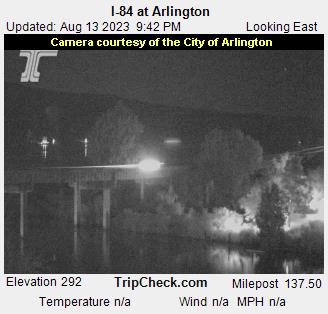 I-84 at Arlington
Updated: Aug 13 2023 9:42 PM Looking East
Camera courtesy of the City of Arlington
Elevation 292 TripCheck.com Milepost 137.50
Temperature n/a Wind n/a MPH n/a